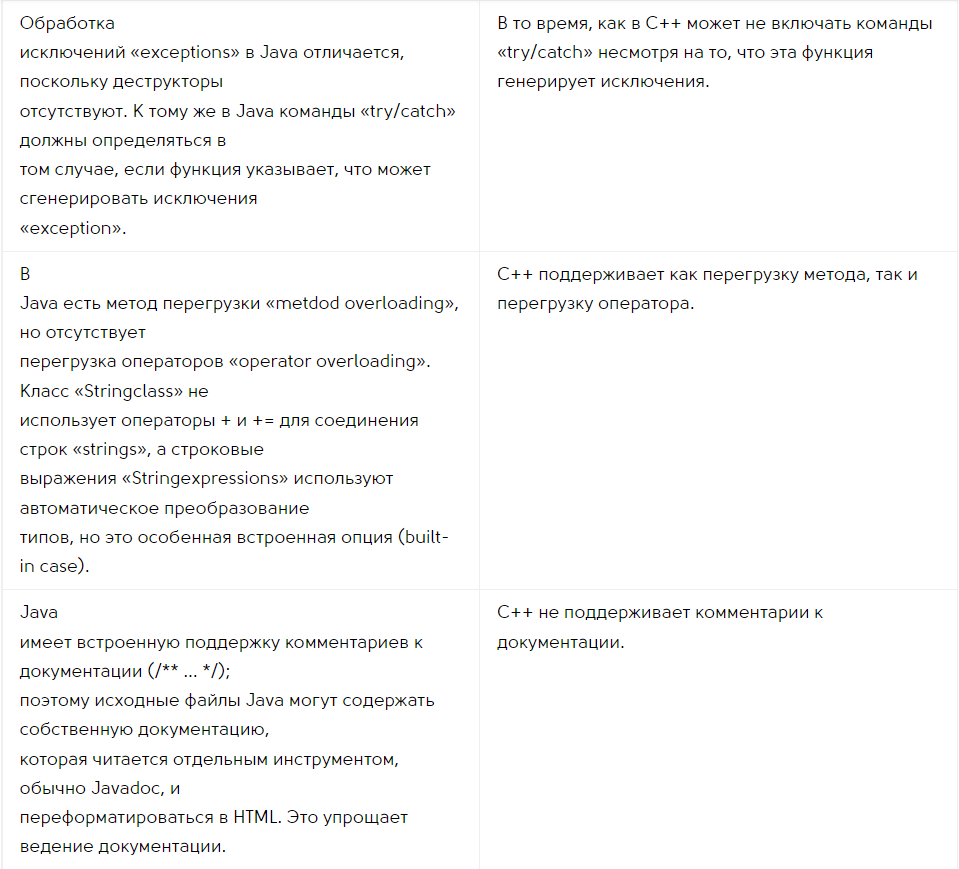 Обработка
исключений «exceptions» в Java отличается,
поскольку деструкторы
отсутствуют. К тому же в Java команды «try/catch»
должны определяться в
том случае, если функция указывает, что может
сгенерировать исключения
«exception».
В то время, как в C++ может не включать команды
«try/catch» несмотря на то, что эта функция
генерирует исключения.
В
Java есть метод перегрузки «metdod overloading»,
но отсутствует
перегрузка операторов «operator overloading».
Класс «Stringclass» не
использует операторы + и += для соединения
строк «strings», а строковые
выражения «Stringexpressions» используют
автоматическое преобразование
типов, но это особенная встроенная опция (built-
in case).
C++ поддерживает как перегрузку метода, так и
перегрузку оператора.
Java
имеет встроенную поддержку комментариев к
документации (/** ... */);
поэтому исходные файлы Java могут содержать
собственную документацию,
которая читается отдельным инструментом,
обычно Javadoc, и
переформатироваться в HTML. Это упрощает
ведение документации.
C++ не поддерживает комментарии к
документации.